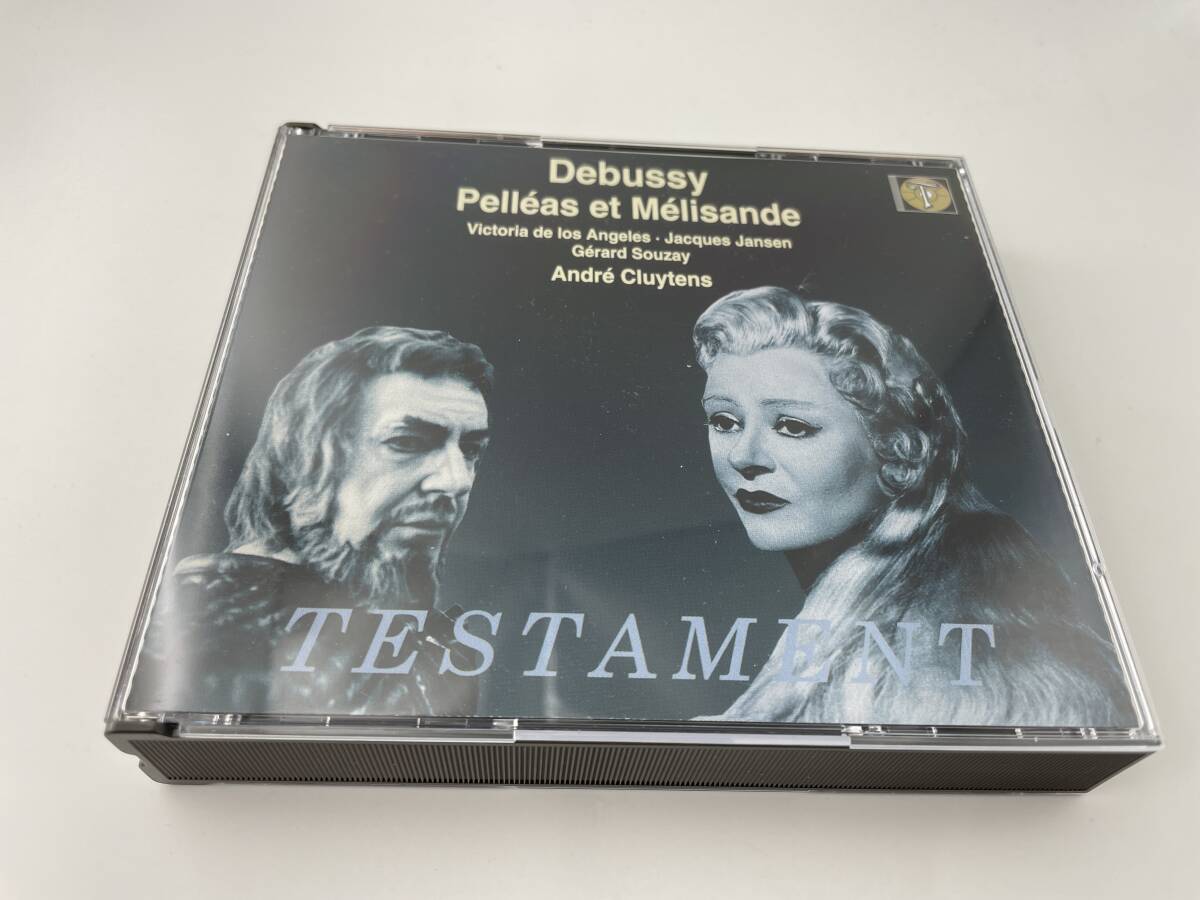 Debussy
Pelléas et Mélisande
Victoria de los Angeles · Jacques Jansen
Gérard Souzay
André Cluytens
T
TESTAMENT